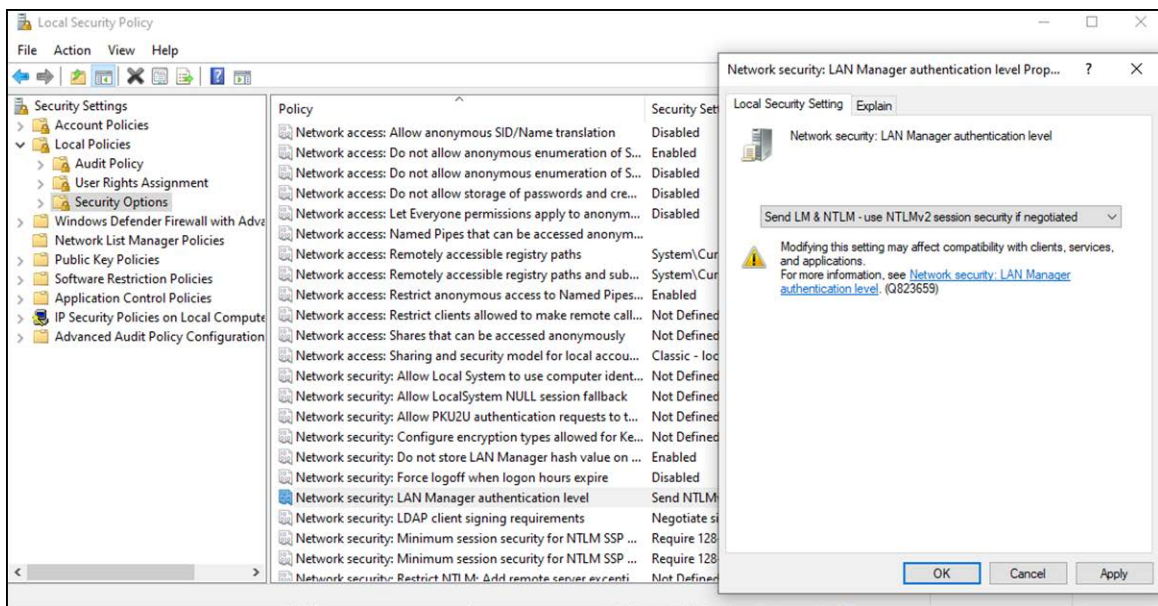 Local Security Policy
File Action View Help
Security Settings
Account Policies
Local Policies
Audit Policy
User Rights Assignment
Security Options
Windows Defender Firewall with Adva
Network List Manager Policies
Public Key Policies
Software Restriction Policies
Application Control Policies
IP Security Policies on Local Compute
Advanced Audit Policy Configuration
Policy Security Set
Network access: Allow anonymous SID/Name translation Disabled
Network access: Do not allow anonymous enumeration of S... Enabled
Network access: Do not allow anonymous enumeration of S... Disabled
Network access: Do not allow storage of passwords and cre... Disabled
Network access: Let Everyone permissions apply to anonym... Disabled
Network access: Named Pipes that can be accessed anonym...
Network access: Remotely accessible registry paths System\Cur
Network access: Remotely accessible registry paths and sub... System\Cur
Network access: Restrict anonymous access to Named Pipes... Enabled
Network access: Restrict clients allowed to make remote call... Not Defined
Network access: Shares that can be accessed anonymously Not Defined
Network access: Sharing and security model for local accou... Classic - loc
Network security: Allow Local System to use computer ident... Not Defined
Network security: Allow LocalSystem NULL session fallback Not Defined
Network security: Allow PKU2U authentication requests to t... Not Defined
Network security: Configure encryption types allowed for Ke... Not Defined
Network security: Do not store LAN Manager hash value on ... Enabled
Network security: Force logoff when logon hours expire Disabled
Network security: LAN Manager authentication level Send NTLM
Network security: LDAP client signing requirements Negotiate si
Network security: Minimum session security for NTLM SSP ... Require 128-
Network security: Minimum session security for NTLM SSP ... Require 128-
Network security: Restrict NTLM: Add remote server excepti... Not Defined
Network security: LAN Manager authentication level Prop... ?
Local Security Setting Explain
Network security: LAN Manager authentication level
Send LM & NTLM - use NTLMv2 session security if negotiated
Modifying this setting may affect compatibility with clients, services,
and applications.
For more information, see Network security: LAN Manager
authentication level. (Q823659)
OK Cancel Apply